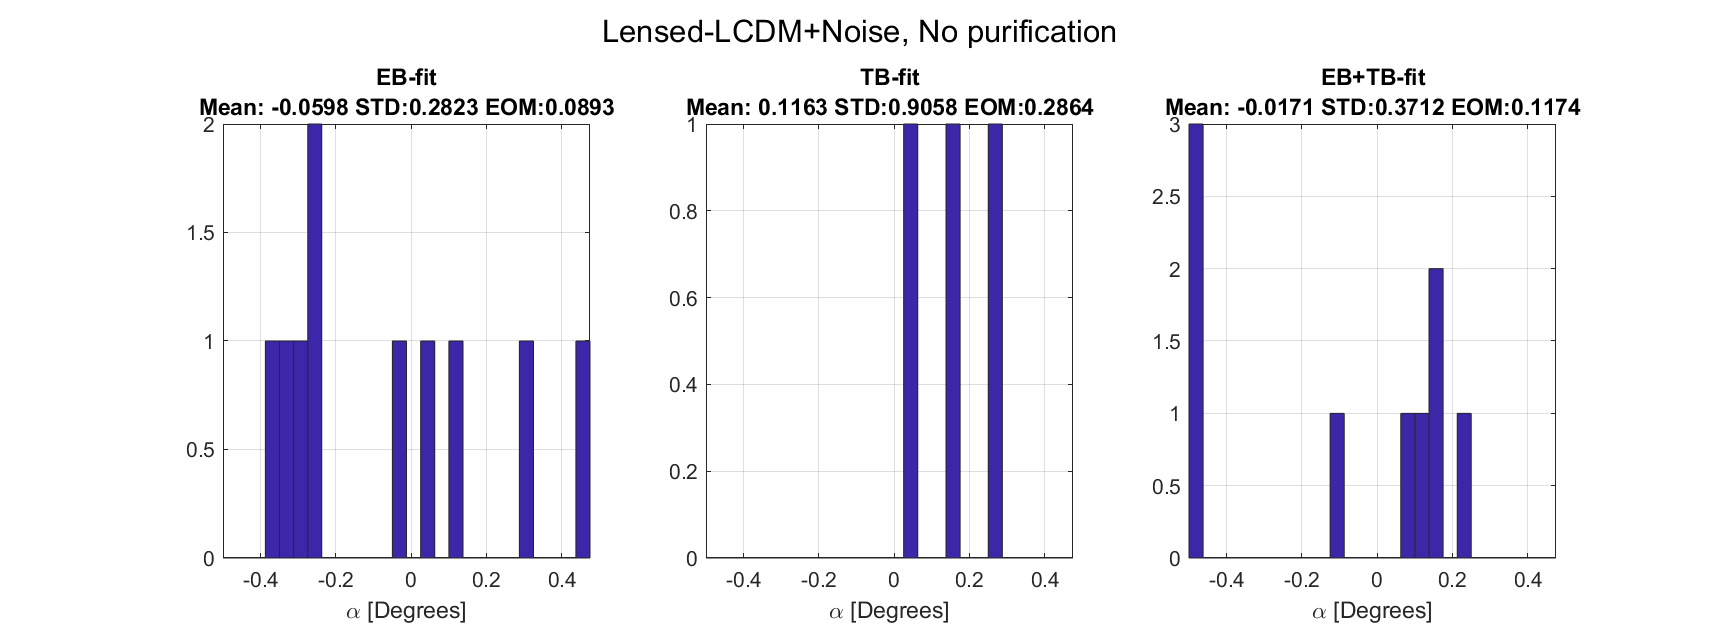 Lensed-LCDM+Noise, No purification
EB-fit
Mean: -0.0598 STD:0.2823 EOM:0.0893
2
1.5
1
0.5
0
-0.4 -0.2 0 0.2 0.4
α [Degrees]
TB-fit
Mean: 0.1163 STD:0.9058 EOM:0.2864
1
0.8
0.6
0.4
0.2
0
-0.4 -0.2 0 0.2 0.4
α [Degrees]
EB+TB-fit
Mean: -0.0171 STD:0.3712 EOM:0.1174
3
2.5
2
1.5
1
0.5
0
-0.4 -0.2 0 0.2 0.4
α [Degrees]